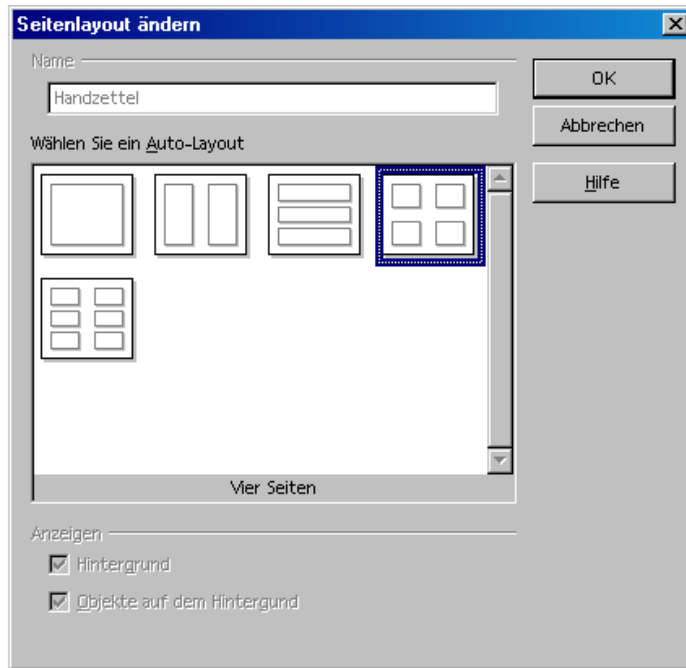 Seitenlayout ändern
Name
OK
Handzettel
Abbrechen
Wählen Sie ein Auto-Layout
Hilfe
Vier Seiten
Anzeigen
Hintergrund
Objekte auf dem Hintergund